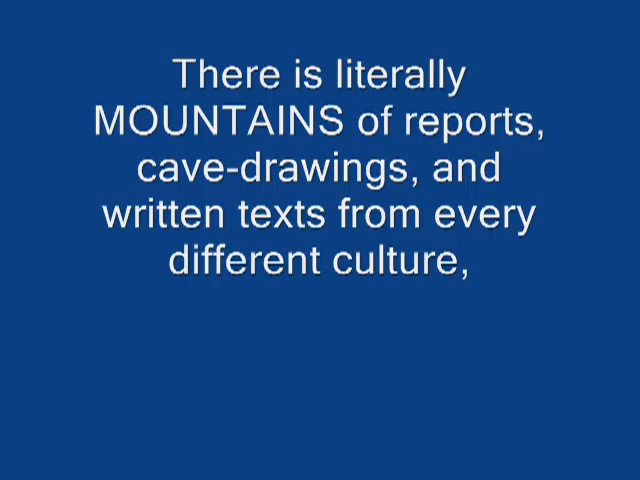 There is literally
MOUNTAINS of reports,
cave-drawings, and
written texts from every
different culture,